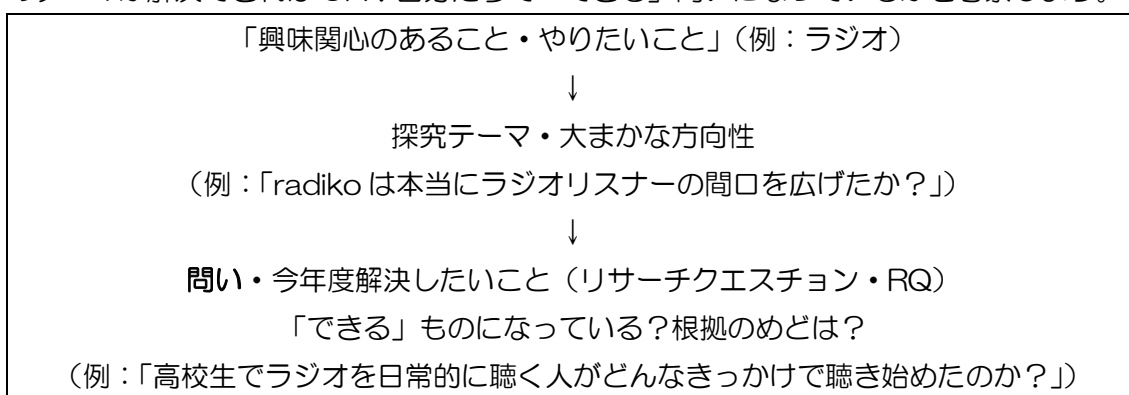 「興味関心のあること・やりたいこと」（例：ラジオ）
↓
探究テーマ・大まかな方向性
（例：「radiko は本当にラジオリスナーの間口を広げたか？」）
↓
問い・今年度解決したいこと（リサーチクエスチョン・RQ）
「できる」ものになっている？根拠のめどは？
（例：「高校生でラジオを日常的に聴く人がどんなきっかけで聴き始めたのか？」）